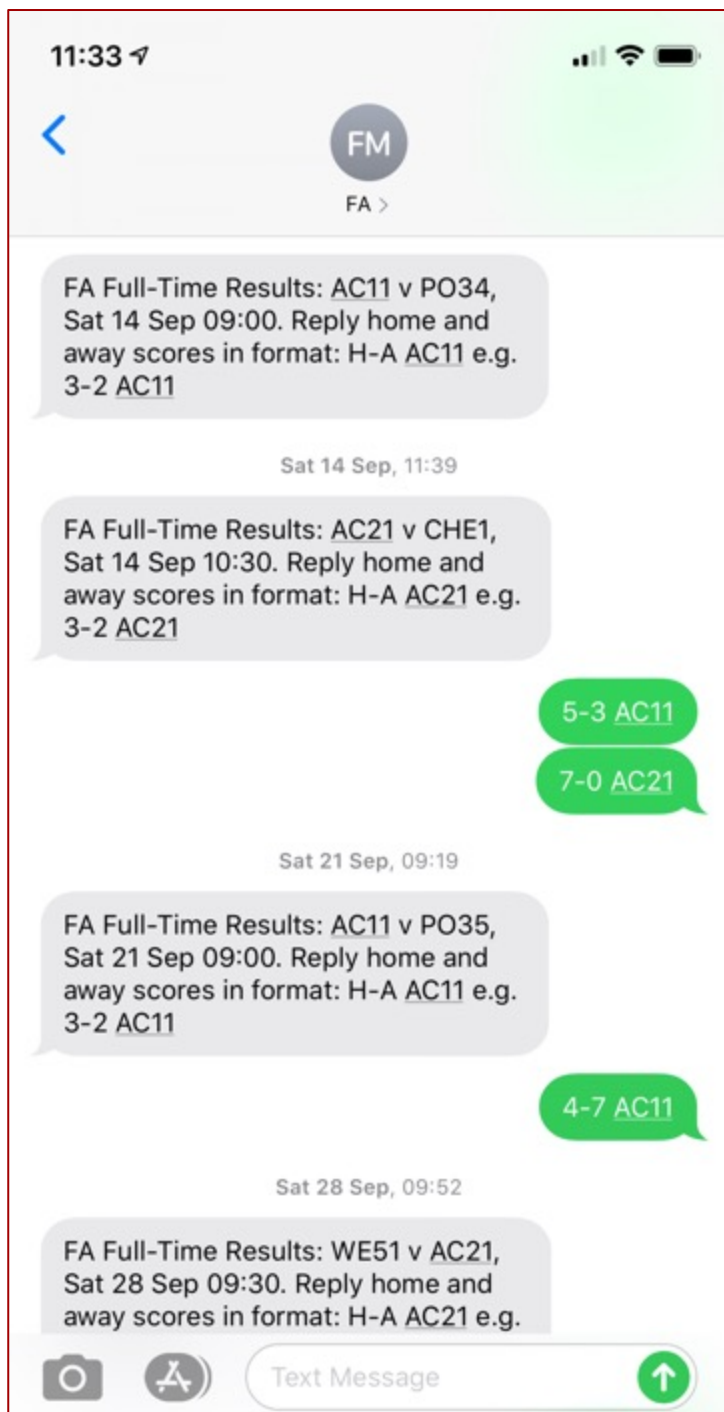 11:33
FM
FA >
FA Full-Time Results: AC11 v PO34,
Sat 14 Sep 09:00. Reply home and
away scores in format: H-A AC11 e.g.
3-2 AC11
Sat 14 Sep, 11:39
FA Full-Time Results: AC21 v CHE1,
Sat 14 Sep 10:30. Reply home and
away scores in format: H-A AC21 e.g.
3-2 AC21
5-3 AC11
7-0 AC21
Sat 21 Sep, 09:19
FA Full-Time Results: AC11 v PO35,
Sat 21 Sep 09:00. Reply home and
away scores in format: H-A AC11 e.g.
3-2 AC11
4-7 AC11
Sat 28 Sep, 09:52
FA Full-Time Results: WE51 v AC21,
Sat 28 Sep 09:30. Reply home and
away scores in format: H-A AC21 e.g.
Text Message